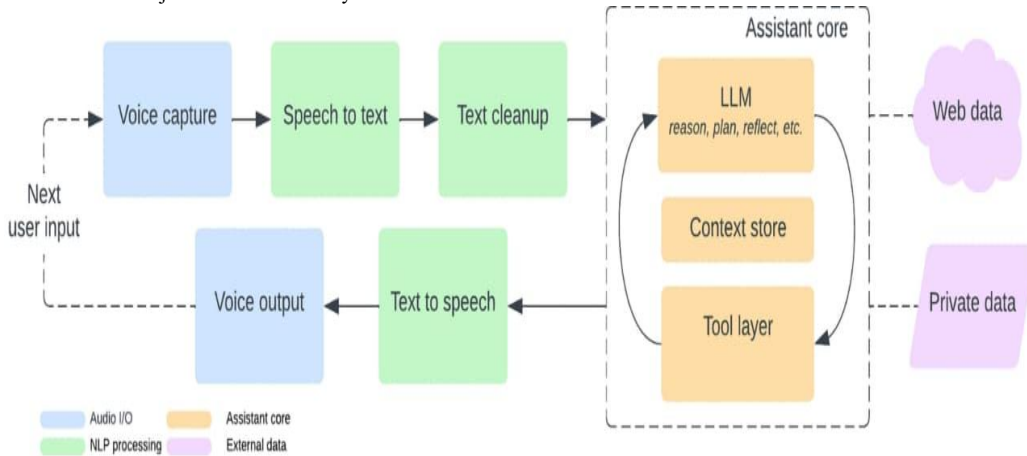 Assistant core
Voice capture
Speech to text
Text cleanup
LLM
reason, plan, reflect, etc.
Web data
Next
user input
Context store
Voice output
Text to speech
Tool layer
Private data
Audio I/O
Assistant core
NLP processing
External data